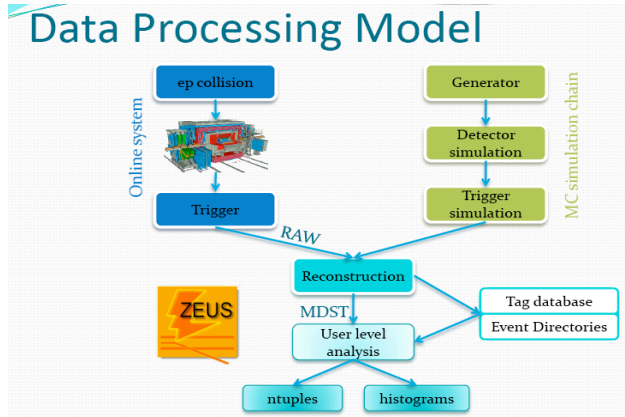 Data Processing Model
ep collision
Generator
Online system
Detector
simulation
MC simulation chain
Trigger
Trigger
simulation
RAW
Reconstruction
ZEUS
MDST
Tag database
Event Directories
User level
analysis
ntuples
histograms